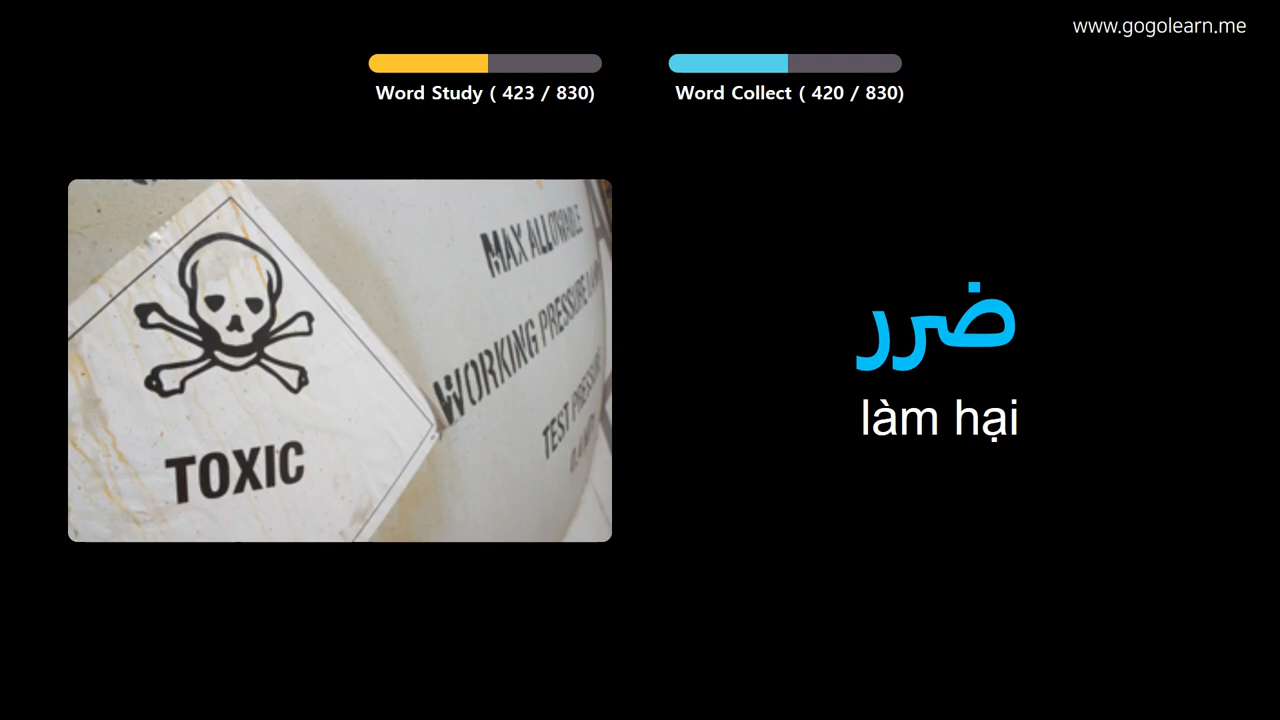 www.gogolearn.me
Word Study ( 423 / 830)
Word Collect ( 420 / 830)
MAX ALLOWABLE
WORKING PRESSURE
TEST PRESSURE
TOXIC
ضرر
làm hại